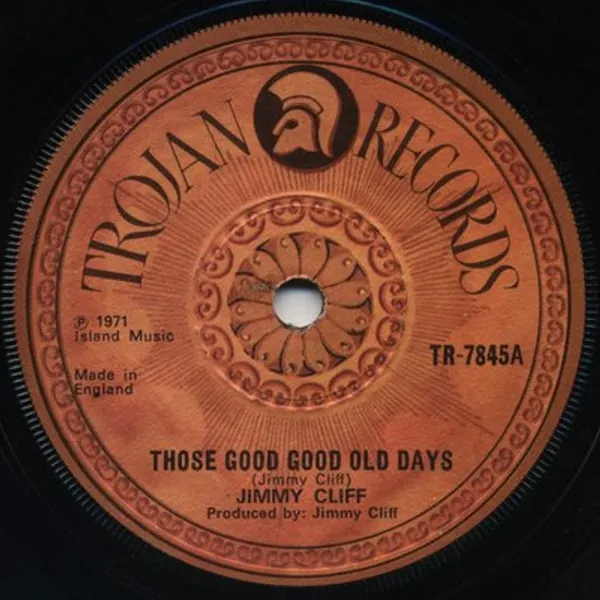 TROJAN RECORDS
℗ 1971
Island Music
Made in
England
TR-7845A
THOSE GOOD GOOD OLD DAYS
(Jimmy Cliff)
JIMMY CLIFF
Produced by: Jimmy Cliff